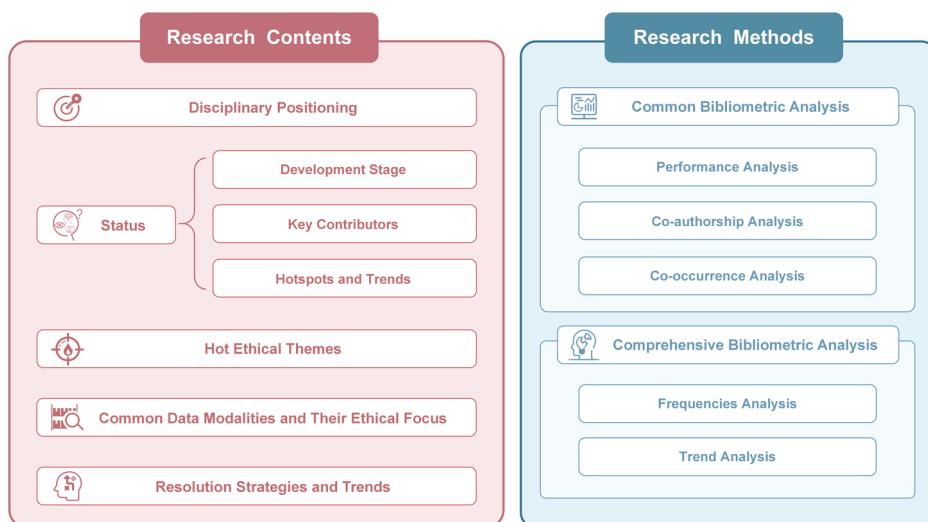 Research Contents
Disciplinary Positioning
Status
?
Development Stage
Key Contributors
Hotspots and Trends
Hot Ethical Themes
Common Data Modalities and Their Ethical Focus
Resolution Strategies and Trends
Research Methods
Common Bibliometric Analysis
Performance Analysis
Co-authorship Analysis
Co-occurrence Analysis
Comprehensive Bibliometric Analysis
Frequencies Analysis
Trend Analysis